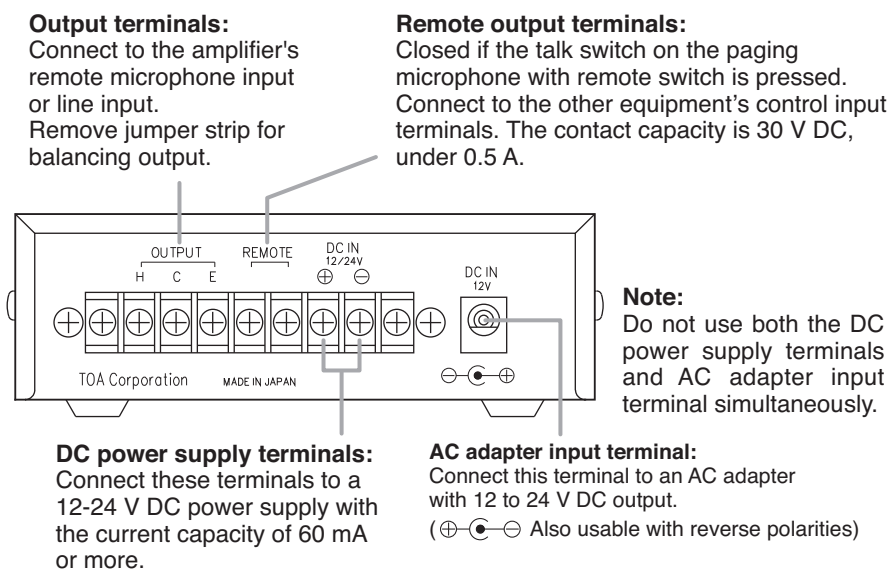 Output terminals:
Connect to the amplifier's
remote microphone input
or line input.
Remove jumper strip for
balancing output.
Remote output terminals:
Closed if the talk switch on the paging
microphone with remote switch is pressed.
Connect to the other equipment's control input
terminals. The contact capacity is 30 V DC,
under 0.5 A.
OUTPUT
H C E
REMOTE
DC IN
12/24V
⊕ ⊖
DC IN
12V
TOA Corporation
MADE IN JAPAN
Note:
Do not use both the DC
power supply terminals
and AC adapter input
terminal simultaneously.
DC power supply terminals:
Connect these terminals to a
12-24 V DC power supply with
the current capacity of 60 mA
or more.
AC adapter input terminal:
Connect this terminal to an AC adapter
with 12 to 24 V DC output.
( Also usable with reverse polarities)